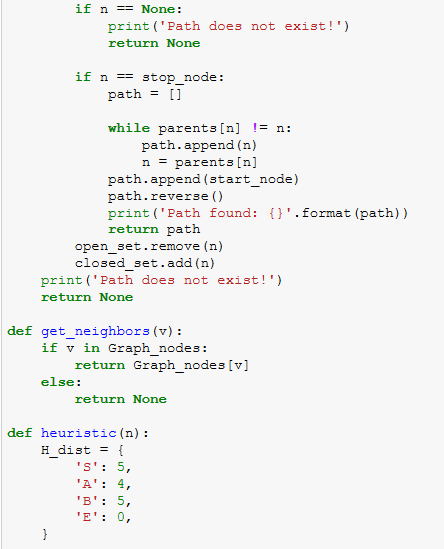 if n == None:
            print('Path does not exist!')
            return None

        if n == stop_node:
            path = []

            while parents[n] != n:
                path.append(n)
                n = parents[n]
            path.append(start_node)
            path.reverse()
            print('Path found: {}'.format(path))
            return path
        open_set.remove(n)
        closed_set.add(n)
    print('Path does not exist!')
    return None

def get_neighbors(v):
    if v in Graph_nodes:
        return Graph_nodes[v]
    else:
        return None

def heuristic(n):
    H_dist = {
        'S': 5,
        'A': 4,
        'B': 5,
        'E': 0,
    }